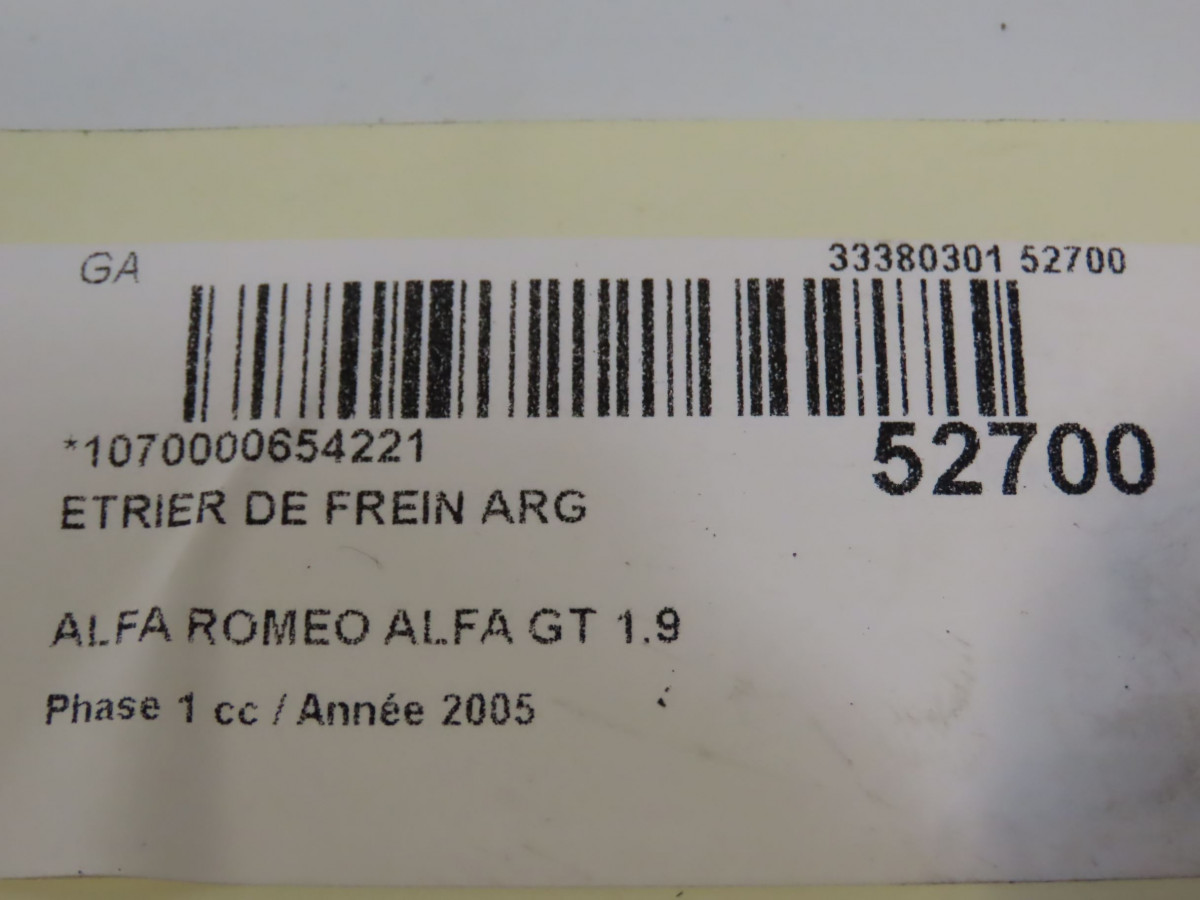 GA
33380301 52700
*1070000654221
52700
ETRIER DE FREIN ARG
ALFA ROMEO ALFA GT 1.9
Phase 1 cc / Année 2005